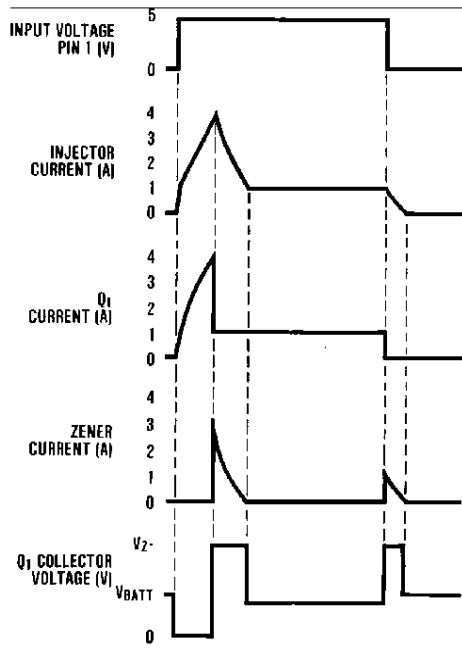 5
INPUT VOLTAGE
PIN 1 (V)
0
4
3
INJECTOR
CURRENT (A)
2
1
0
4
3
Q1
CURRENT (A)
2
1
0
4
ZENER
CURRENT (A)
3
2
1
0
VZ
Q1 COLLECTOR
VOLTAGE (V)
VBATT
0